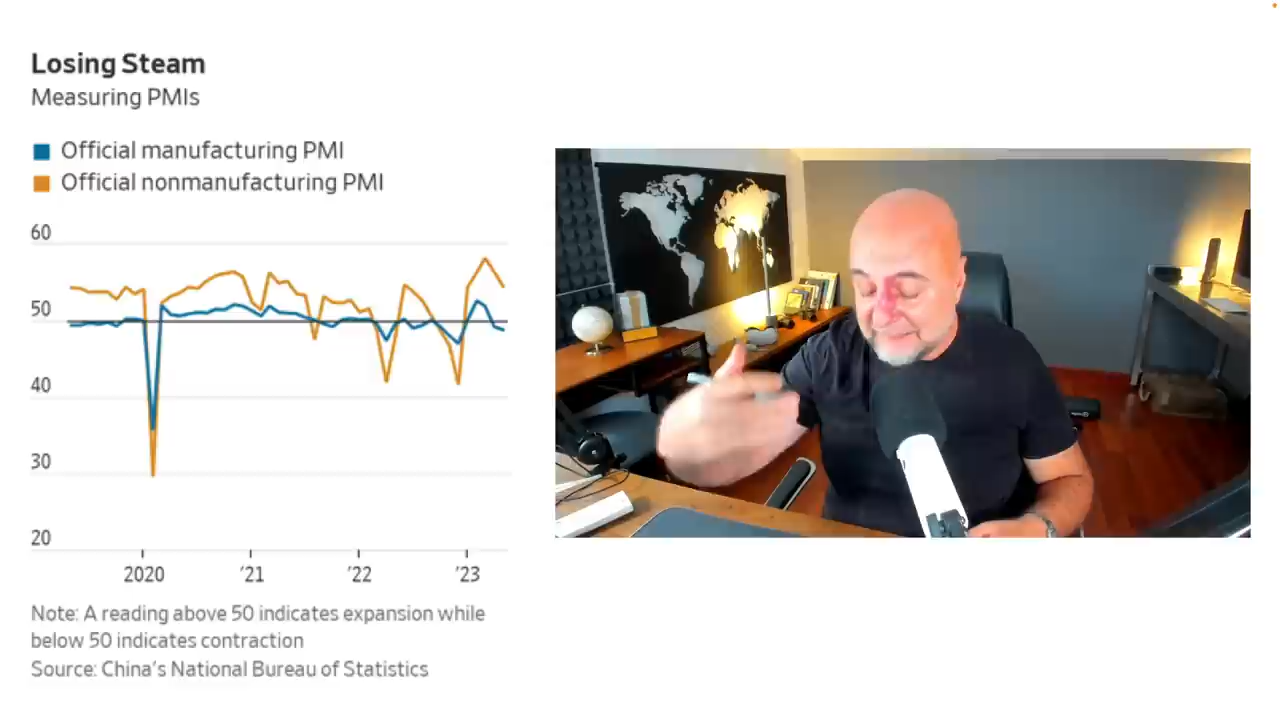 Losing Steam
Measuring PMIs
Official manufacturing PMI
Official nonmanufacturing PMI
60
50
40
30
20
2020 ’21 ’22 ’23
Note: A reading above 50 indicates expansion while
below 50 indicates contraction
Source: China’s National Bureau of Statistics